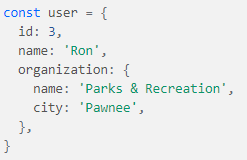 const user = {
  id: 3,
  name: 'Ron',
  organization: {
    name: 'Parks & Recreation',
    city: 'Pawnee',
  },
}